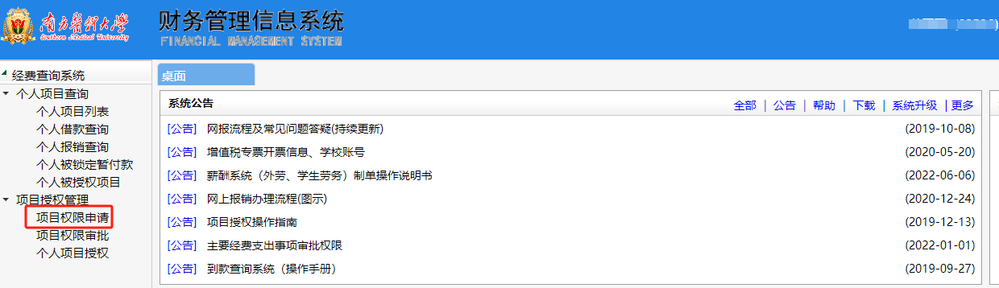 南方醫科大學
Southern Medical University
财务管理信息系统
FINANCIAL MANAGEMENT SYSTEM
经费查询系统
个人项目查询
个人项目列表
个人借款查询
个人报销查询
个人被锁定暂付款
个人被授权项目
项目授权管理
项目权限申请
项目权限审批
个人项目授权
桌面
系统公告
全部 | 公告 | 帮助 | 下载 | 系统升级 | 更多
[公告] 网报流程及常见问题答疑(持续更新) (2019-10-08)
[公告] 增值税专票开票信息、学校账号 (2020-05-20)
[公告] 薪酬系统（外劳、学生劳务）制单操作说明书 (2022-06-06)
[公告] 网上报销办理流程(图示) (2020-12-24)
[公告] 项目授权操作指南 (2019-12-13)
[公告] 主要经费支出事项审批权限 (2022-01-01)
[公告] 到款查询系统（操作手册） (2019-09-27)